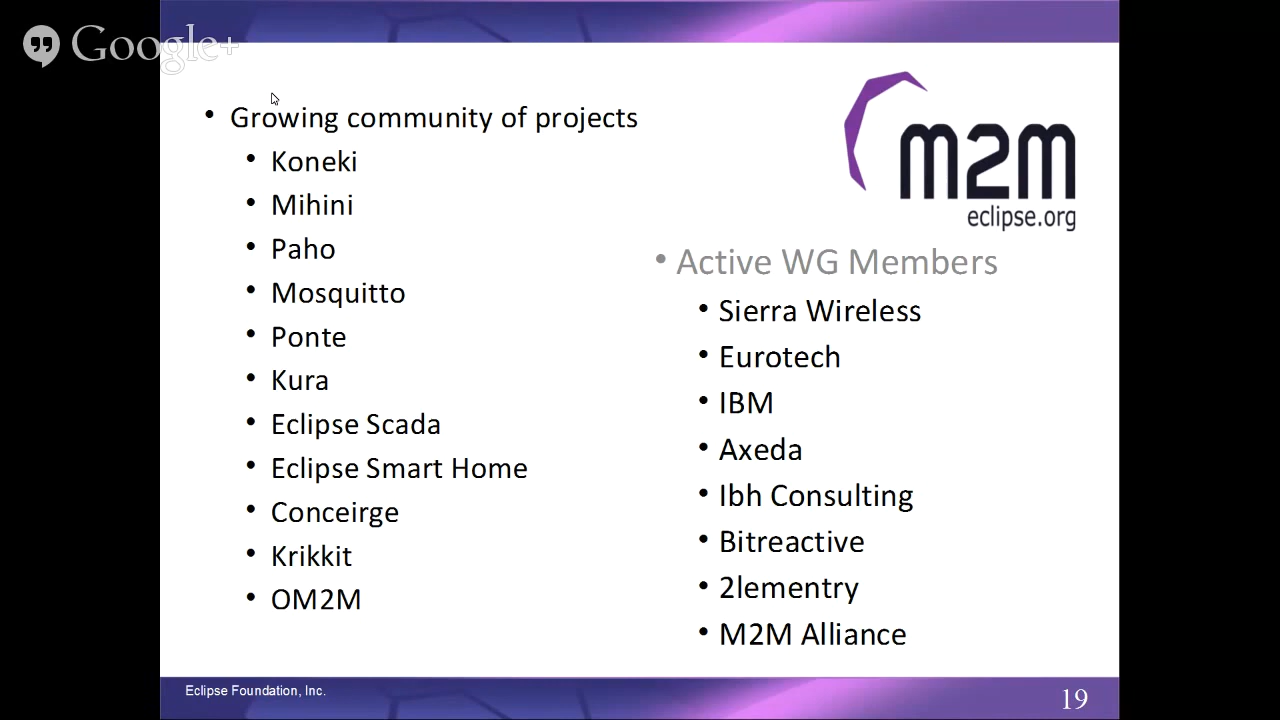 Google+
• Growing community of projects
• Koneki
• Mihini
• Paho
• Mosquitto
• Ponte
• Kura
• Eclipse Scada
• Eclipse Smart Home
• Conceirge
• Krikkit
• OM2M
m2m
eclipse.org
• Active WG Members
• Sierra Wireless
• Eurotech
• IBM
• Axeda
• Ibh Consulting
• Bitreactive
• 2lementry
• M2M Alliance
Eclipse Foundation, Inc.
19